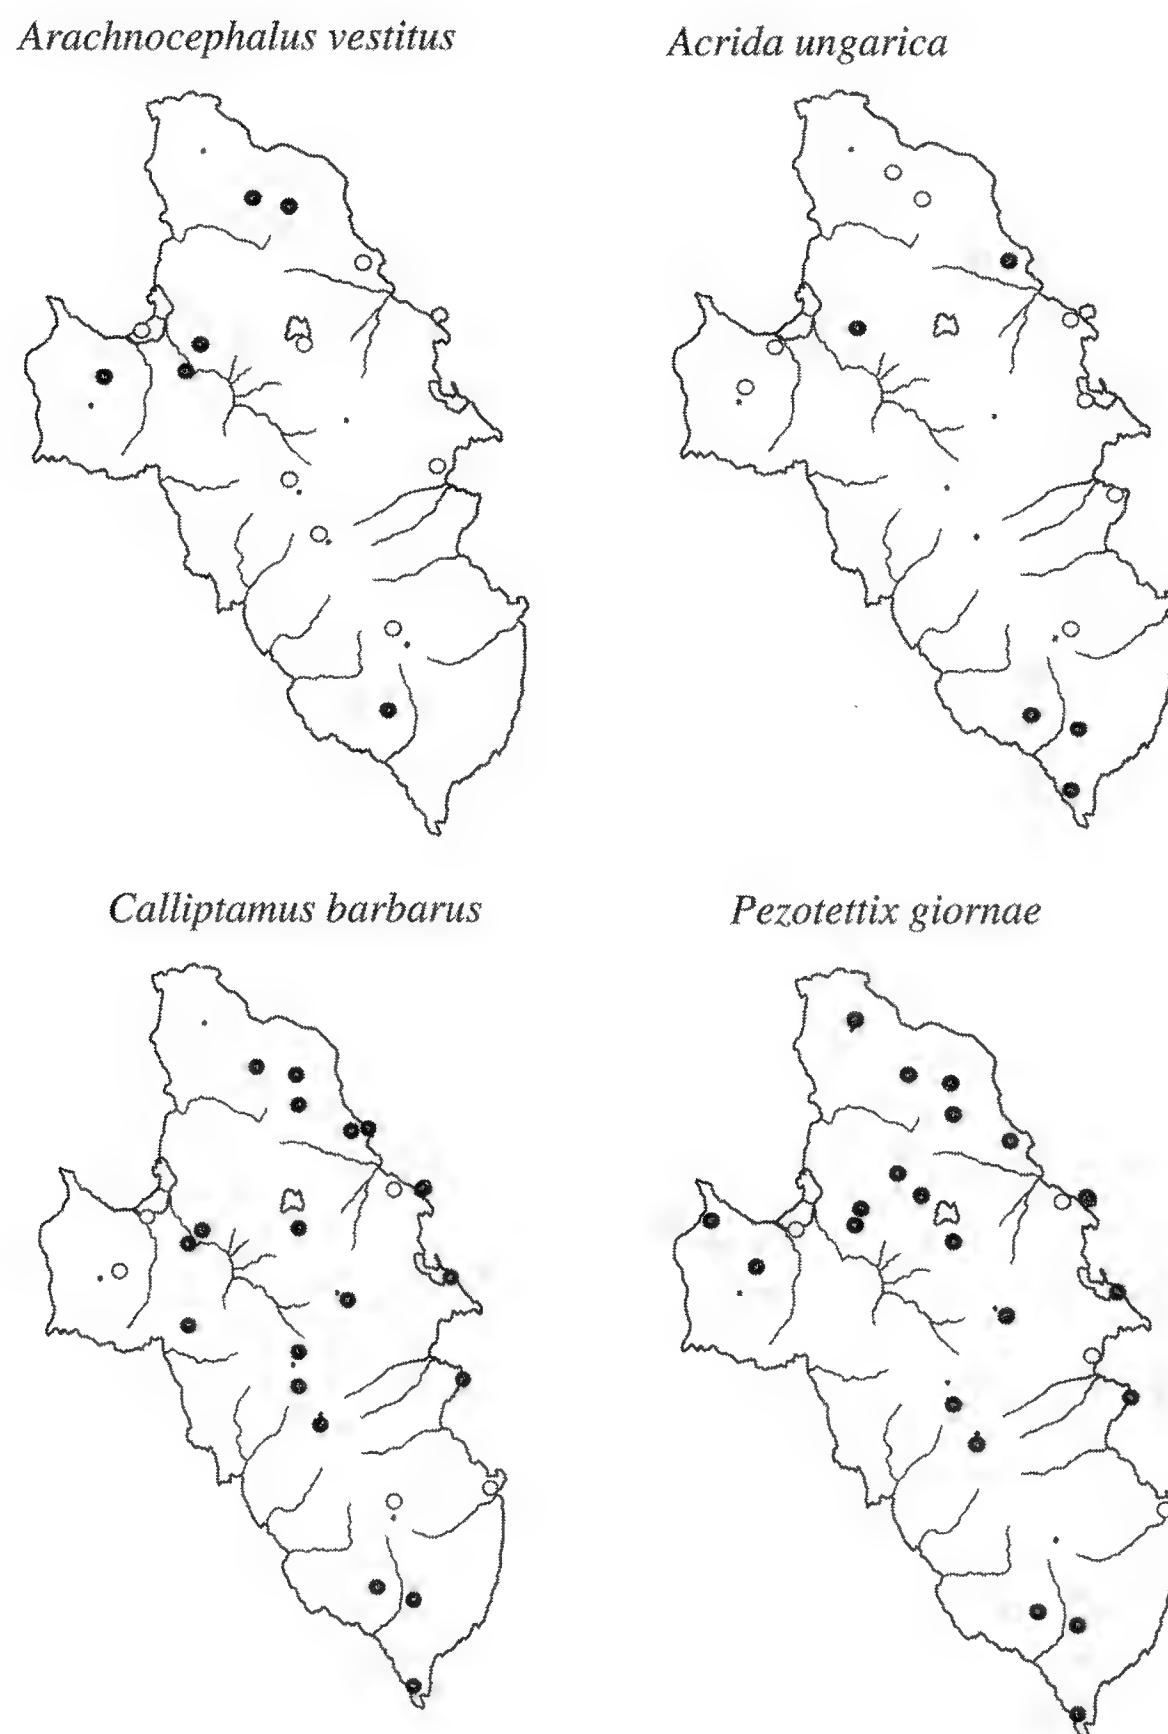 Arachnocephalus vestitus
Acrida ungarica
Calliptamus barbarus
Pezotettix giornae